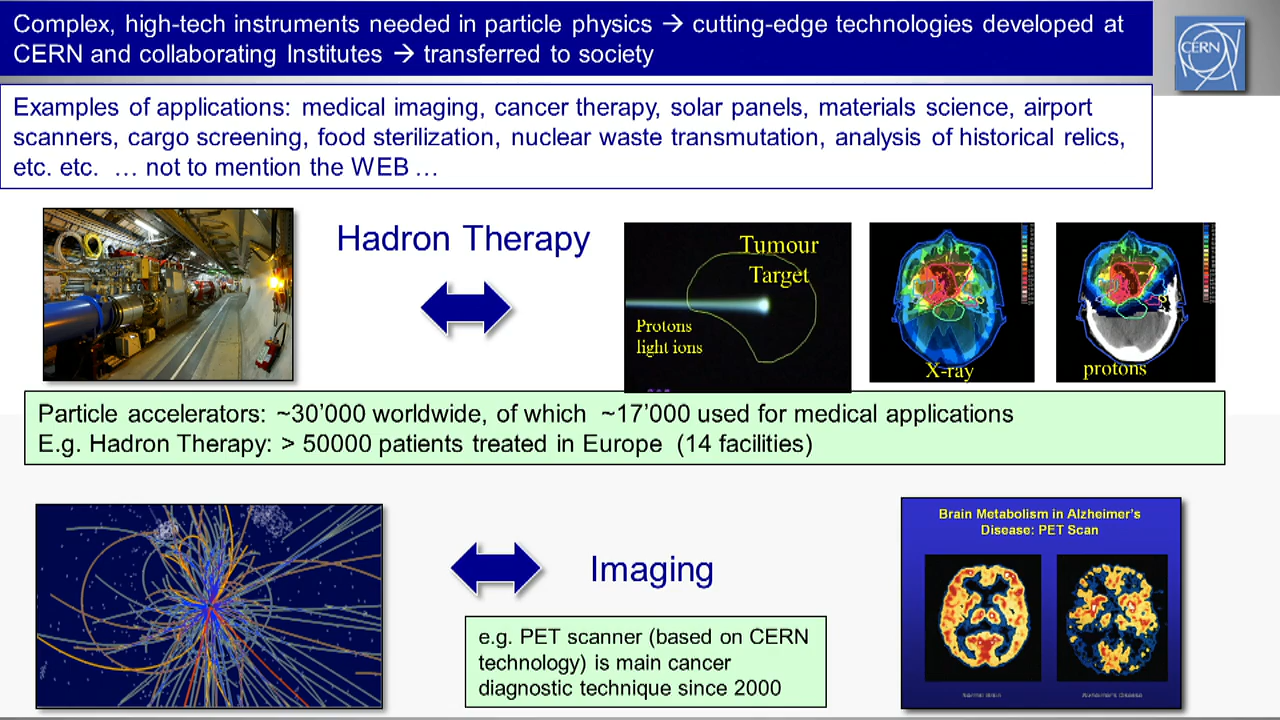 Complex, high-tech instruments needed in particle physics → cutting-edge technologies developed at
CERN and collaborating Institutes → transferred to society
CERN
Examples of applications: medical imaging, cancer therapy, solar panels, materials science, airport
scanners, cargo screening, food sterilization, nuclear waste transmutation, analysis of historical relics,
etc. etc. … not to mention the WEB …
Hadron Therapy
Tumour
Target
Protons
light ions
X-ray
protons
Particle accelerators: ~30’000 worldwide, of which ~17’000 used for medical applications
E.g. Hadron Therapy: > 50000 patients treated in Europe (14 facilities)
Imaging
e.g. PET scanner (based on CERN
technology) is main cancer
diagnostic technique since 2000
Brain Metabolism in Alzheimer’s
Disease: PET Scan
Normal Brain
Alzheimer’s Disease